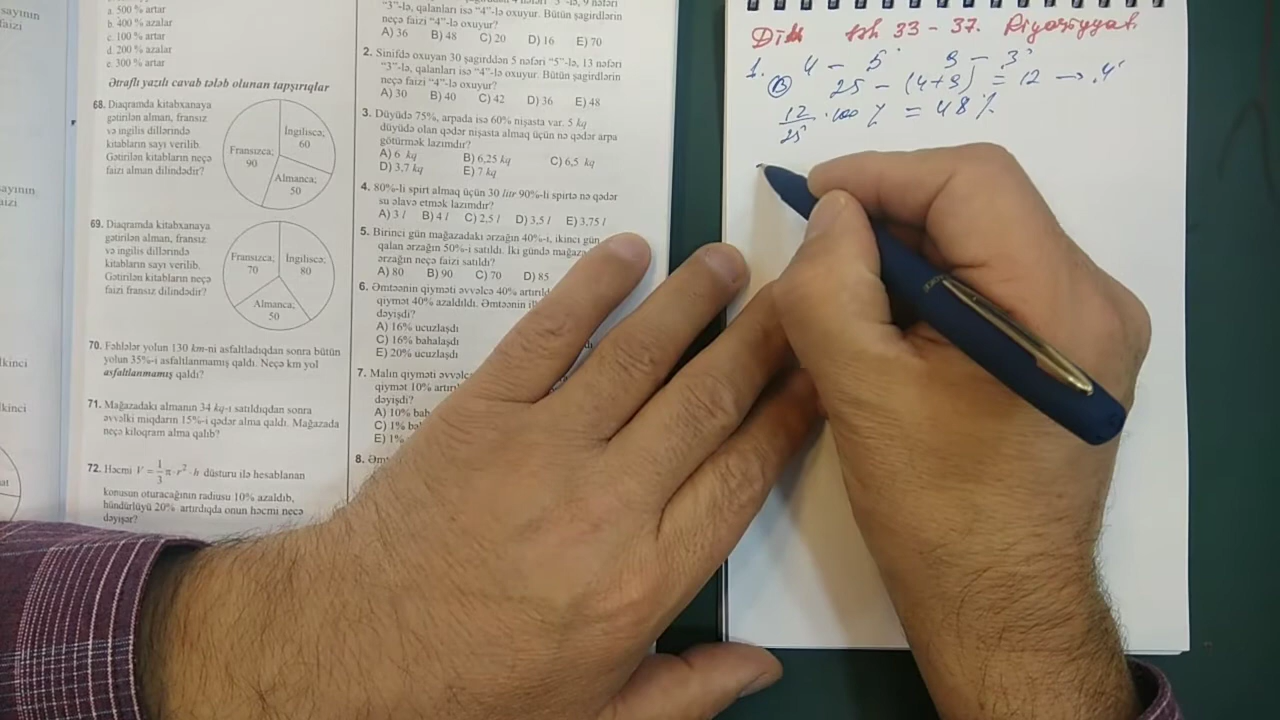 sayının
faizi
sayının
aizi
lkinci
lkinci
a. 500 % artar
b. 400 % azalar
c. 100 % artar
d. 200 % azalar
e. 300 % azalar
Ətraflı yazılı cavab tələb olunan tapşırıqlar
68. Diaqramda kitabxanaya
gətirilən alman, fransız
və ingilis dillərində
kitabların sayı verilib.
Gətirilən kitabların neçə
faizi alman dilindədir?
İngiliscə;
60
Fransızca;
90
Almanca;
50
69. Diaqramda kitabxanaya
gətirilən alman, fransız
və ingilis dillərində
kitabların sayı verilib.
Gətirilən kitabların neçə
faizi fransız dilindədir?
Fransızca;
70
İngiliscə;
80
Almanca;
50
70. Fəhlələr yolun 130 km-ni asfaltladıqdan sonra bütün
yolun 35%-i asfaltlanmamış qaldı. Neçə km yol
asfaltlanmamış qaldı?
71. Mağazadakı almanın 34 kq-ı satıldıqdan sonra
əvvəlki miqdarın 15%-i qədər alma qaldı. Mağazada
neçə kiloqram alma qalıb?
72. Həcmi V = 1/3 π · r² · h düsturu ilə hesablanan
konusun oturacağının radiusu 10% azaldıb,
hündürlüyü 20% artırdıqda onun həcmi necə
dəyişər?
"3"-lə, qalanları isə "4"-lə oxuyur. Bütün şagirdlərin
neçə faizi "4"-lə oxuyur?
A) 36 B) 48 C) 20 D) 16 E) 70
2. Sinifdə oxuyan 30 şagirddən 5 nəfəri "5"-lə, 13 nəfəri
"3"-lə, qalanları isə "4"-lə oxuyur. Bütün şagirdlərin
neçə faizi "4"-lə oxuyur?
A) 30 B) 40 C) 42 D) 36 E) 48
3. Düyüdə 75%, arpada isə 60% nişasta var. 5 kq
düyüdə olan qədər nişasta almaq üçün nə qədər arpa
götürmək lazımdır?
A) 6 kq B) 6,25 kq C) 6,5 kq
D) 3,7 kq E) 7 kq
4. 80%-li spirt almaq üçün 30 litr 90%-li spirtə nə qədər
su əlavə etmək lazımdır?
A) 3 l B) 4 l C) 2,5 l D) 3,5 l E) 3,75 l
5. Birinci gün mağazadakı ərzağın 40%-i, ikinci gün
qalan ərzağın 50%-i satıldı. İki gündə mağaza
ərzağın neçə faizi satıldı?
A) 80 B) 90 C) 70 D) 85
6. Əmtəənin qiyməti əvvəlcə 40% artırıl
qiymət 40% azaldıldı. Əmtəənin
dəyişdi?
A) 16% ucuzlaşdı
C) 16% bahalaşdı
E) 20% ucuzlaşdı
7. Malın qiyməti əvvəlc
qiymət 10% artırı
dəyişdi?
A) 10% bah
C) 1% ba
E) 1%
8. Əmt
33 - 37. Riyaziyyat.
1. 4 - 5 9 - 3
B 25 - (4+9) = 12 → 4
12/25 · 100 % = 48 %